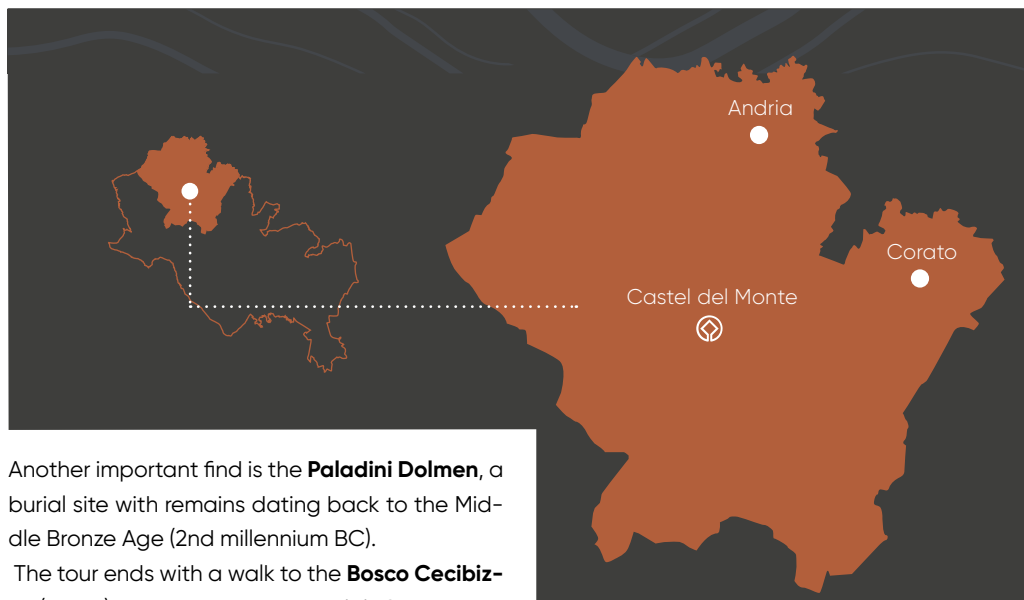 Andria
Corato
Castel del Monte
Another important find is the Paladini Dolmen, a
burial site with remains dating back to the Mid-
dle Bronze Age (2nd millennium BC).
The tour ends with a walk to the Bosco Cecibiz-